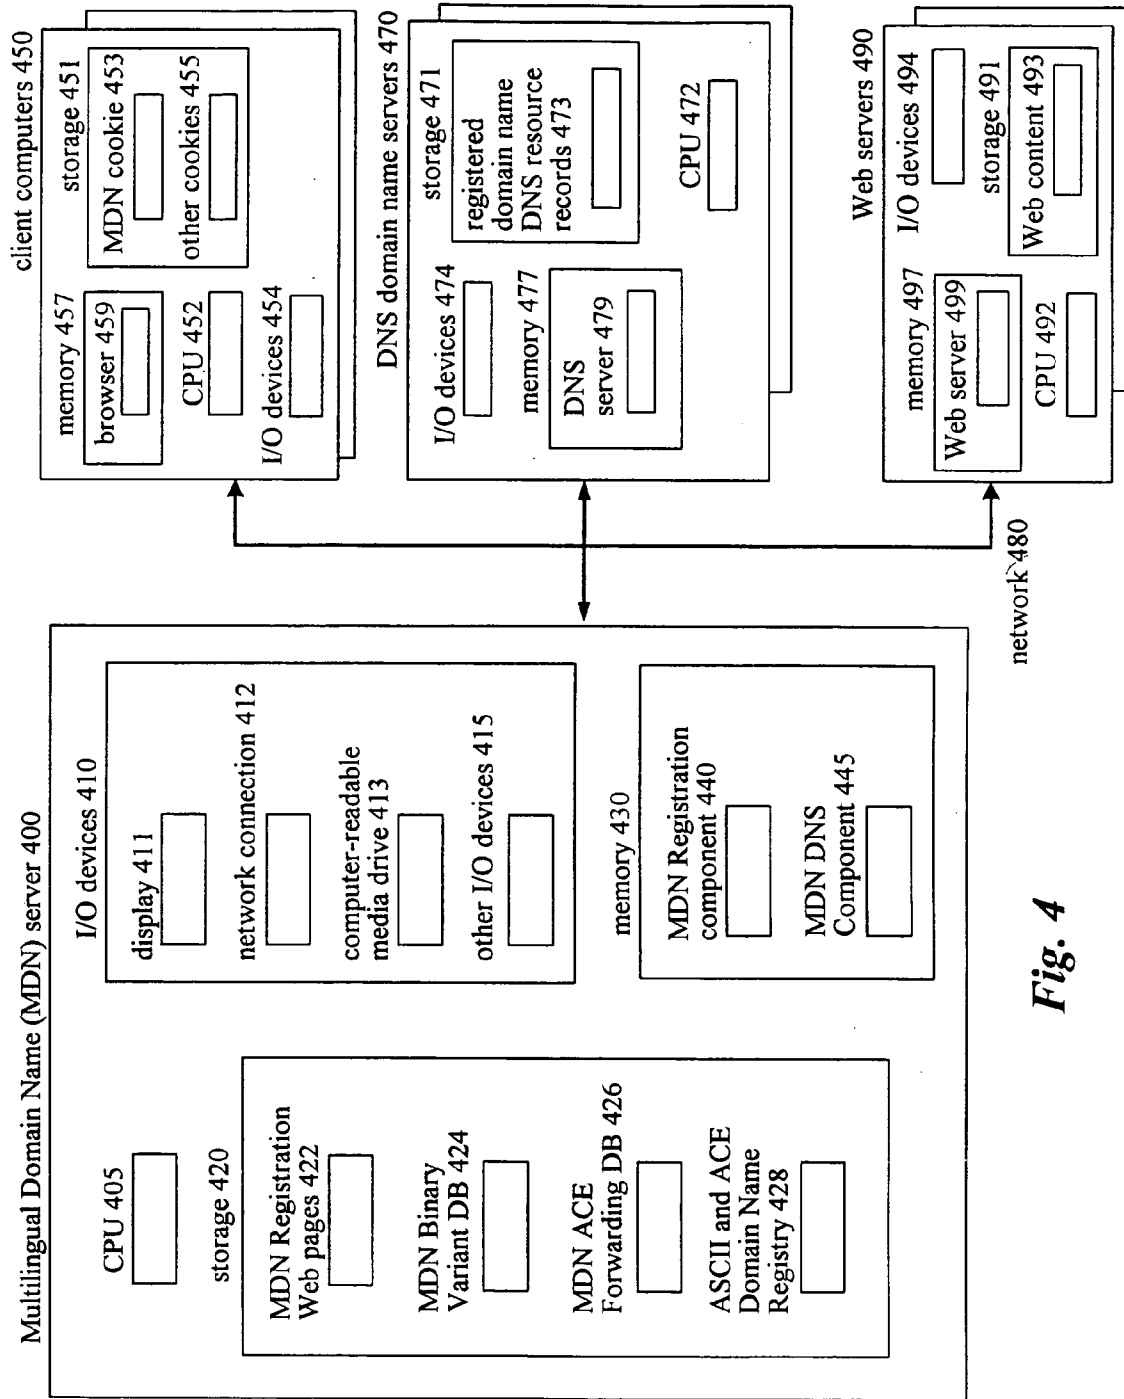 Multilingual Domain Name (MDN) server 400
CPU 405
storage 420
MDN Registration
Web pages 422
MDN Binary
Variant DB 424
MDN ACE
Forwarding DB 426
ASCII and ACE
Domain Name
Registry 428
I/O devices 410
display 411
network connection 412
computer-readable
media drive 413
other I/O devices 415
memory 430
MDN Registration
component 440
MDN DNS
Component 445
network 480
client computers 450
memory 457
browser 459
CPU 452
I/O devices 454
storage 451
MDN cookie 453
other cookies 455
DNS domain name servers 470
I/O devices 474
memory 477
DNS
server 479
storage 471
registered
domain name
DNS resource
records 473
CPU 472
Web servers 490
memory 497
Web server 499
CPU 492
I/O devices 494
storage 491
Web content 493
Fig. 4